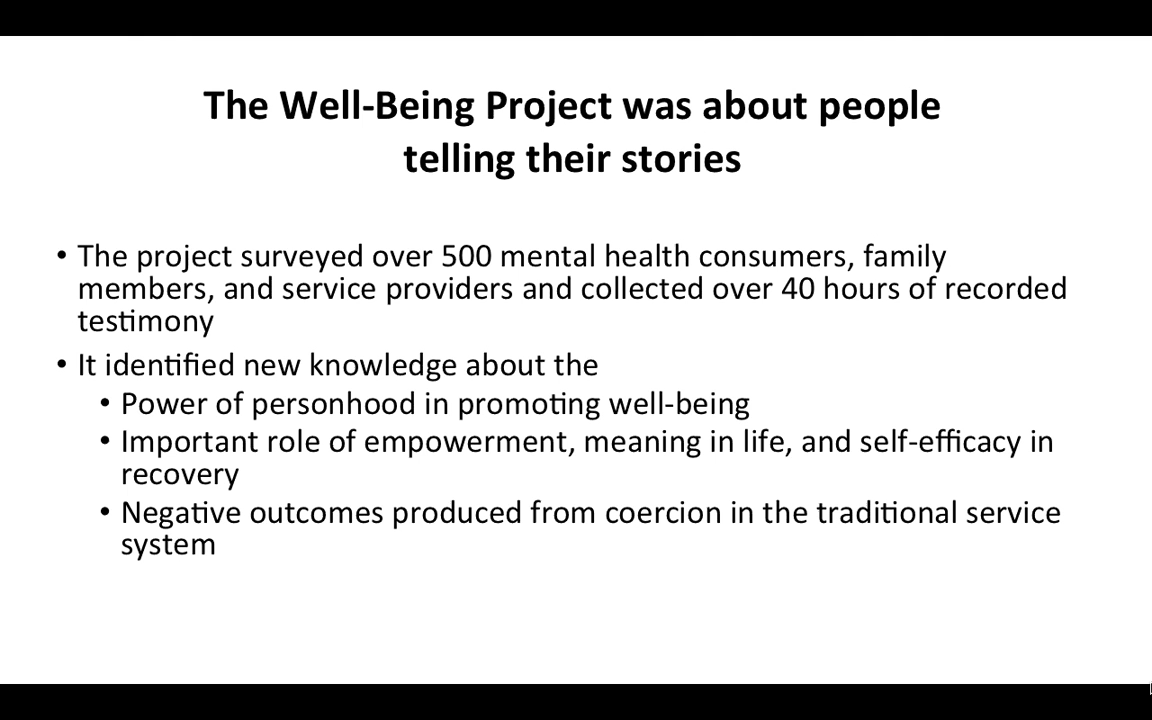 The Well-Being Project was about people
telling their stories
• The project surveyed over 500 mental health consumers, family
members, and service providers and collected over 40 hours of recorded
testimony
• It identified new knowledge about the
• Power of personhood in promoting well-being
• Important role of empowerment, meaning in life, and self-efficacy in
recovery
• Negative outcomes produced from coercion in the traditional service
system